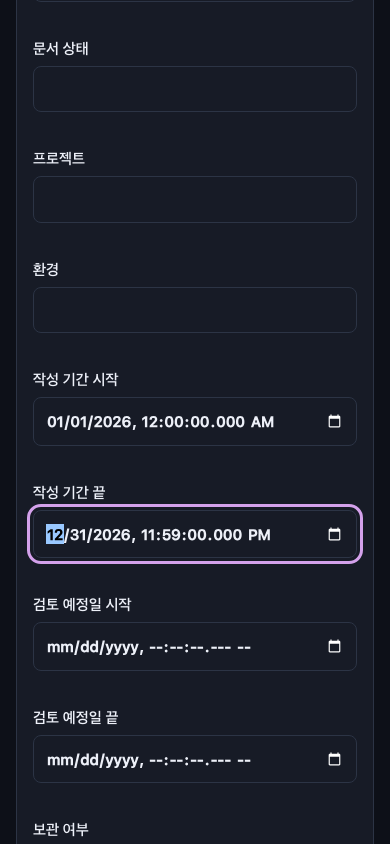 문서 상태
프로젝트
환경
작성 기간 시작
01/01/2026, 12:00:00.000 AM
작성 기간 끝
12/31/2026, 11:59:00.000 PM
검토 예정일 시작
mm/dd/yyyy, --:--:--.--- --
검토 예정일 끝
mm/dd/yyyy, --:--:--.--- --
보관 여부